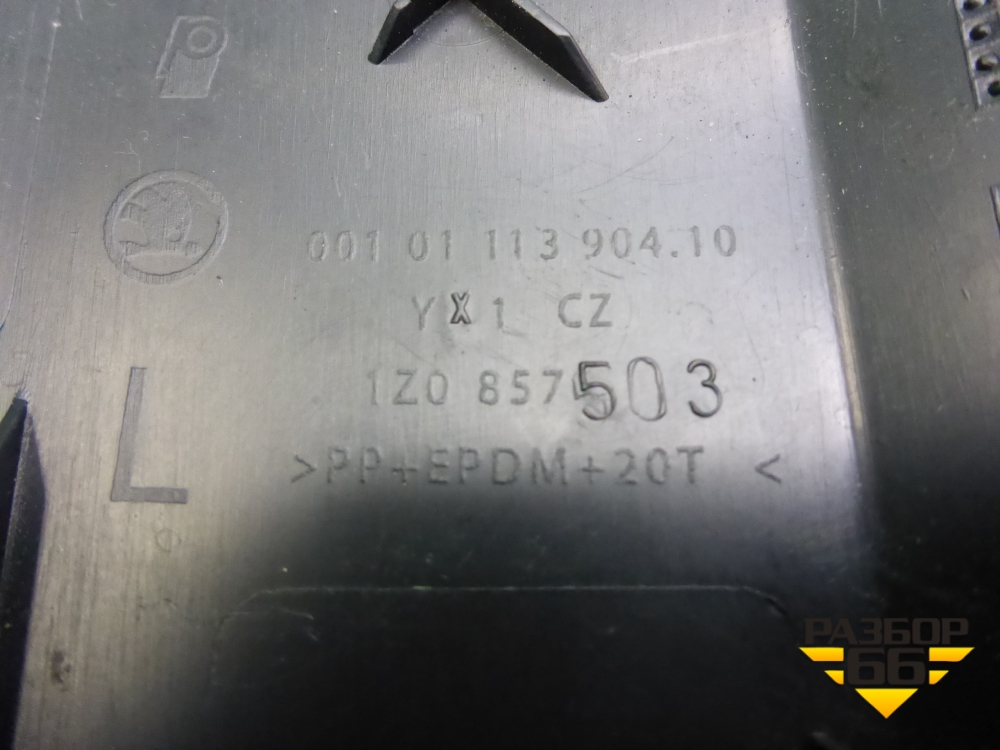 001 01 113 904.10
YX1 CZ
L
1Z0 857 503
>PP+EPDM+20T <
РАЗБОР
66